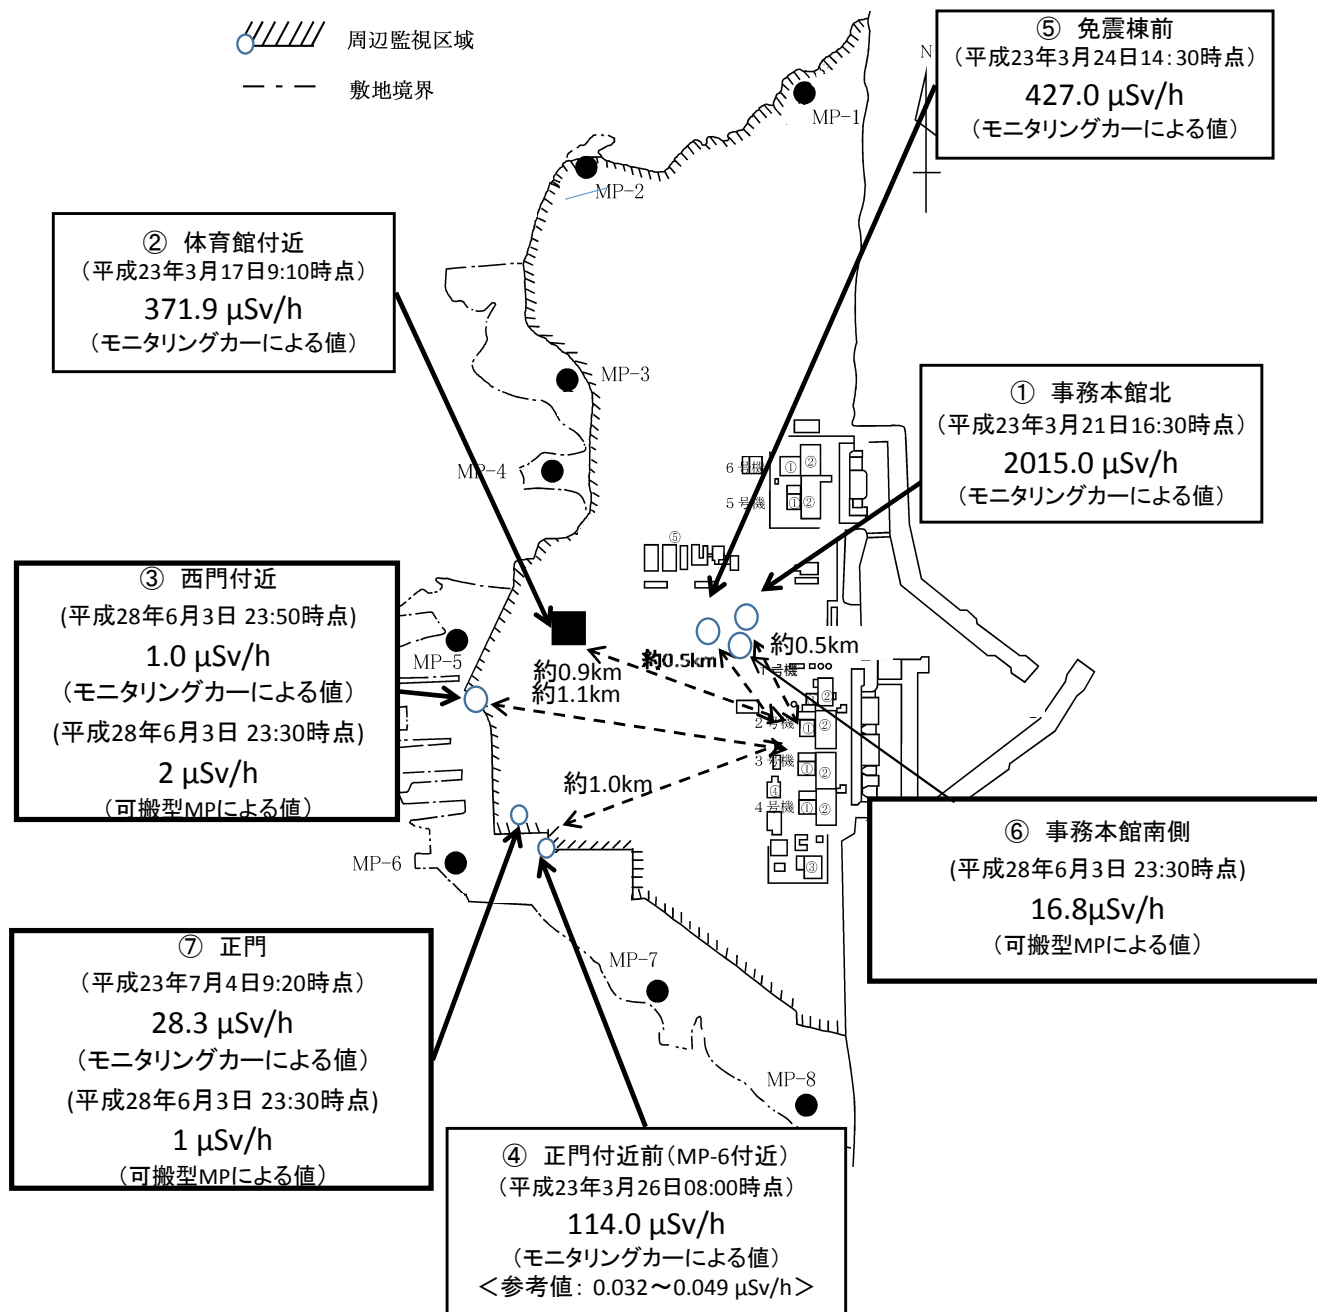 周辺監視区域
敷地境界
⑤ 免震棟前
(平成23年3月24日14:30時点)
427.0 μSv/h
(モニタリングカーによる値)
N
MP-1
MP-2
② 体育館付近
(平成23年3月17日9:10時点)
371.9 μSv/h
(モニタリングカーによる値)
MP-3
① 事務本館北
(平成23年3月21日16:30時点)
2015.0 μSv/h
(モニタリングカーによる値)
MP-4
6号機
① ②
5号機
① ②
⑤
③ 西門付近
(平成28年6月3日 23:50時点)
1.0 μSv/h
(モニタリングカーによる値)
(平成28年6月3日 23:30時点)
2 μSv/h
(可搬型MPによる値)
MP-5
約0.9km
約1.1km
約0.5km
約0.5km
1号機
②
2号機
① ②
3号機
① ②
約1.0km
④
4号機
① ②
③
MP-6
⑥ 事務本館南側
(平成28年6月3日 23:30時点)
16.8μSv/h
(可搬型MPによる値)
⑦ 正門
(平成23年7月4日9:20時点)
28.3 μSv/h
(モニタリングカーによる値)
(平成28年6月3日 23:30時点)
1 μSv/h
(可搬型MPによる値)
MP-7
MP-8
④ 正門付近前(MP-6付近)
(平成23年3月26日08:00時点)
114.0 μSv/h
(モニタリングカーによる値)
<参考値: 0.032～0.049 μSv/h>